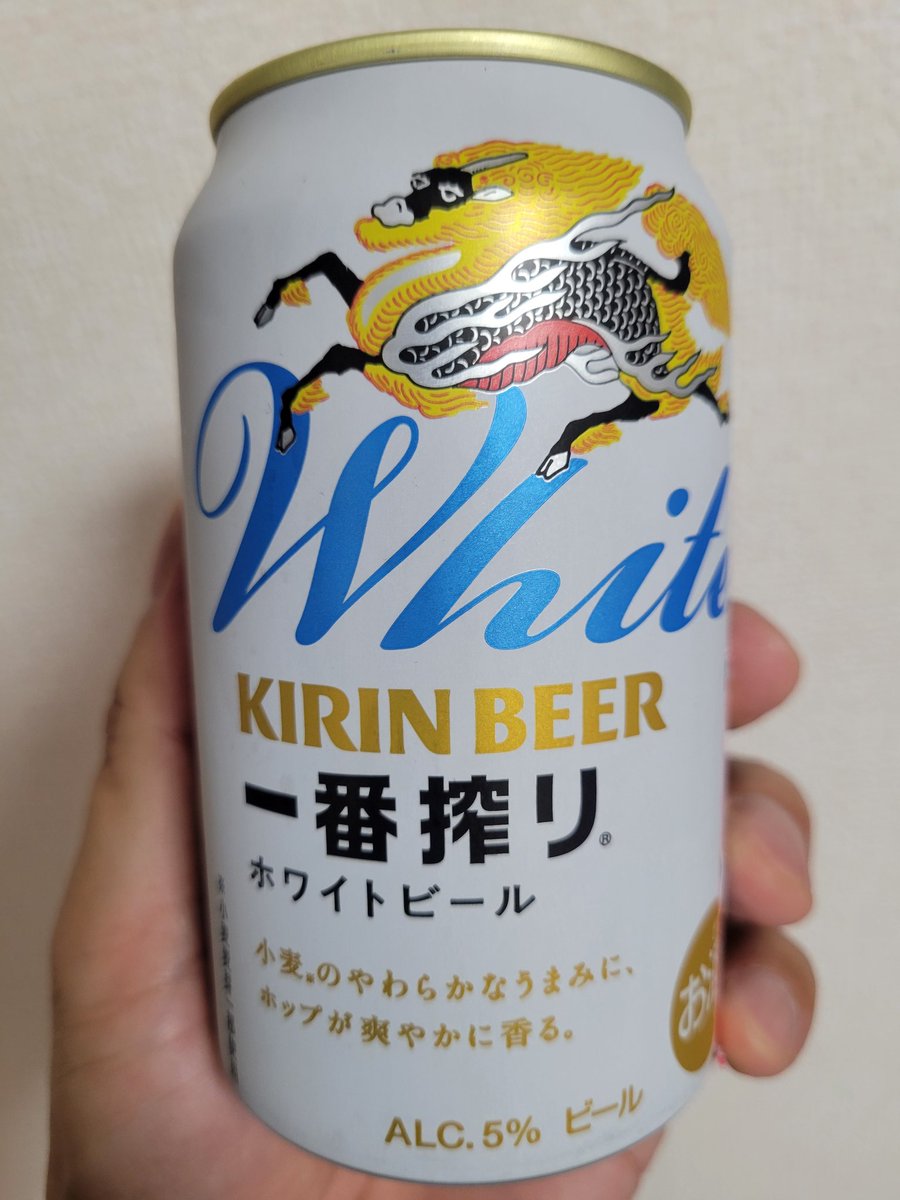 White
KIRIN BEER
一番搾り®
ホワイトビール
小麦※のやわらかなうまみに、
ホップが爽やかに香る。
お
ALC.5% ビール